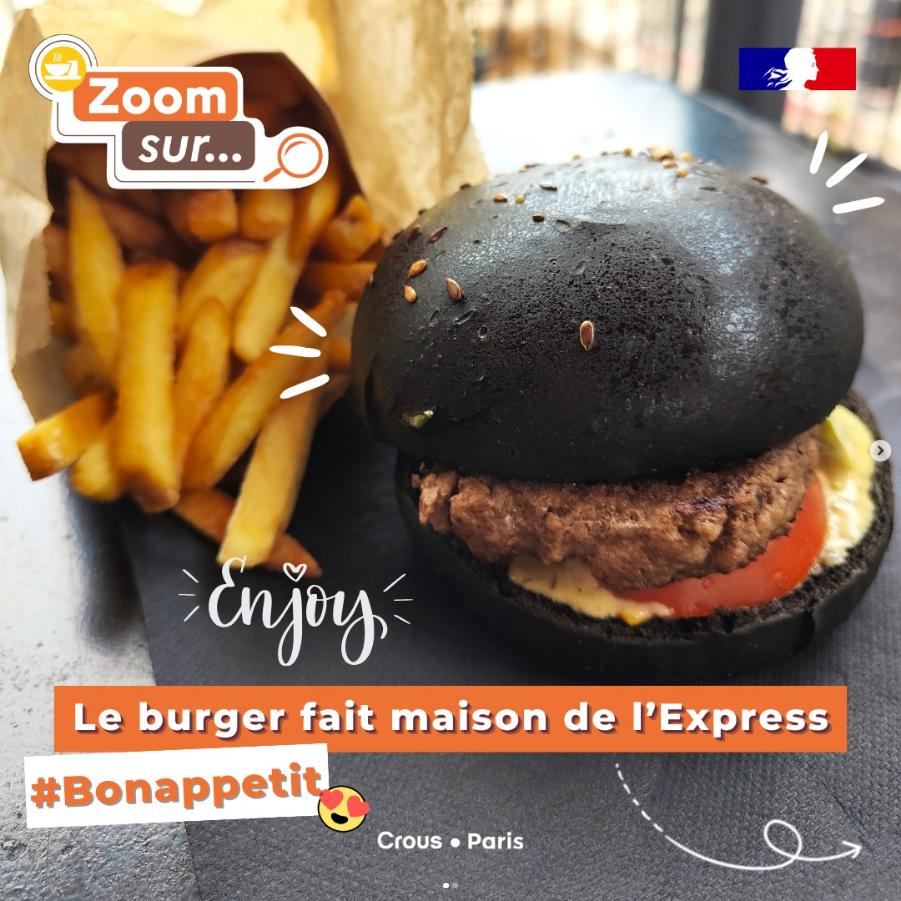 Zoom
sur...
Enjoy
Le burger fait maison de l’Express
#Bonappetit
Crous • Paris